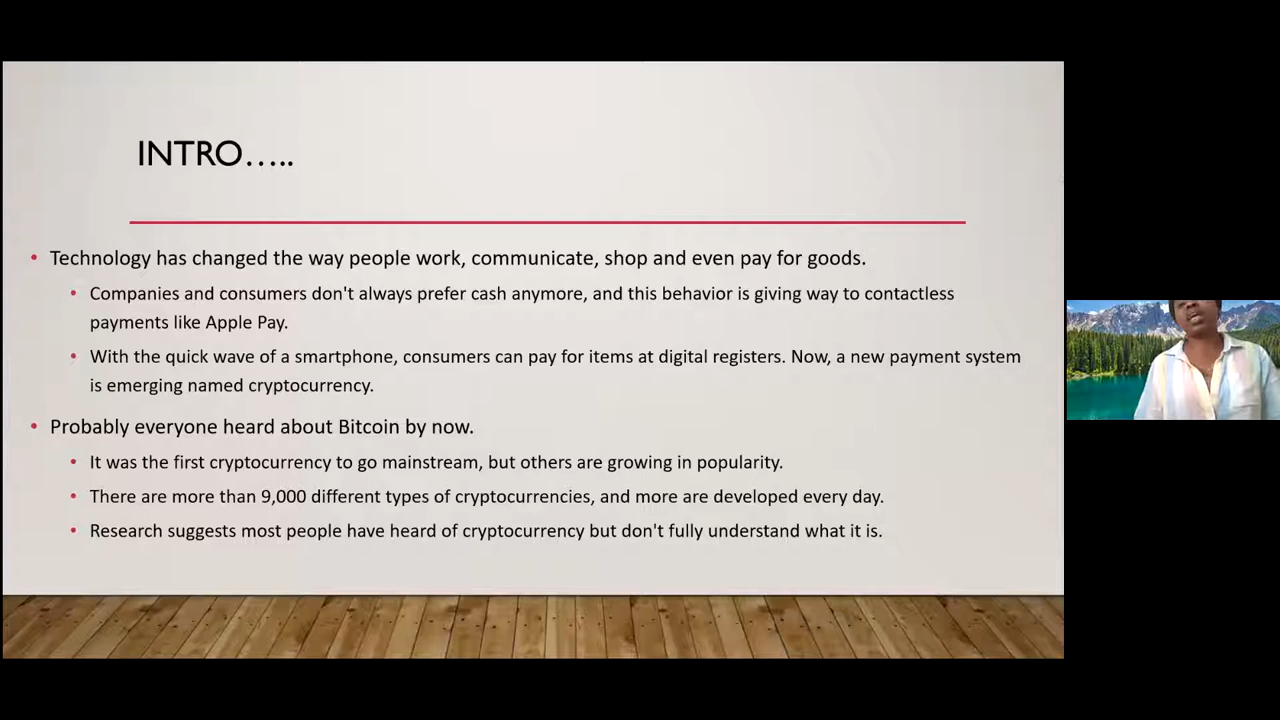 INTRO.....
• Technology has changed the way people work, communicate, shop and even pay for goods.
• Companies and consumers don't always prefer cash anymore, and this behavior is giving way to contactless
payments like Apple Pay.
• With the quick wave of a smartphone, consumers can pay for items at digital registers. Now, a new payment system
is emerging named cryptocurrency.
• Probably everyone heard about Bitcoin by now.
• It was the first cryptocurrency to go mainstream, but others are growing in popularity.
• There are more than 9,000 different types of cryptocurrencies, and more are developed every day.
• Research suggests most people have heard of cryptocurrency but don't fully understand what it is.